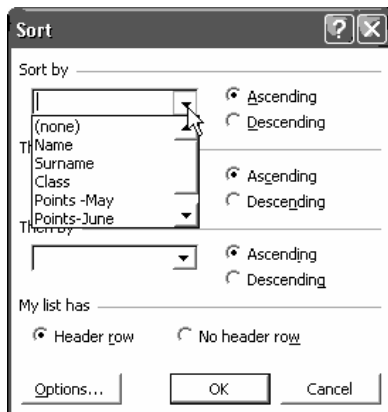 Sort
Sort by
Ascending
Descending
(none)
Name
Surname
Class
Points -May
Points-June
Th
Ascending
Descending
Then by
Ascending
Descending
My list has
Header row
No header row
Options...
OK
Cancel